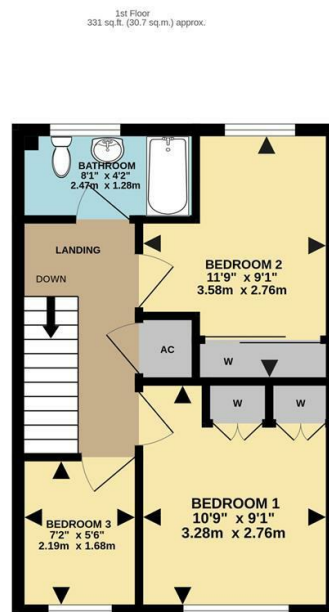 1st Floor
331 sq.ft. (30.7 sq.m.) approx.
BATHROOM
8'1" x 4'2"
2.47m x 1.28m
LANDING
DOWN
BEDROOM 2
11'9" x 9'1"
3.58m x 2.76m
AC
W
W
W
BEDROOM 1
10'9" x 9'1"
3.28m x 2.76m
BEDROOM 3
7'2" x 5'6"
2.19m x 1.68m